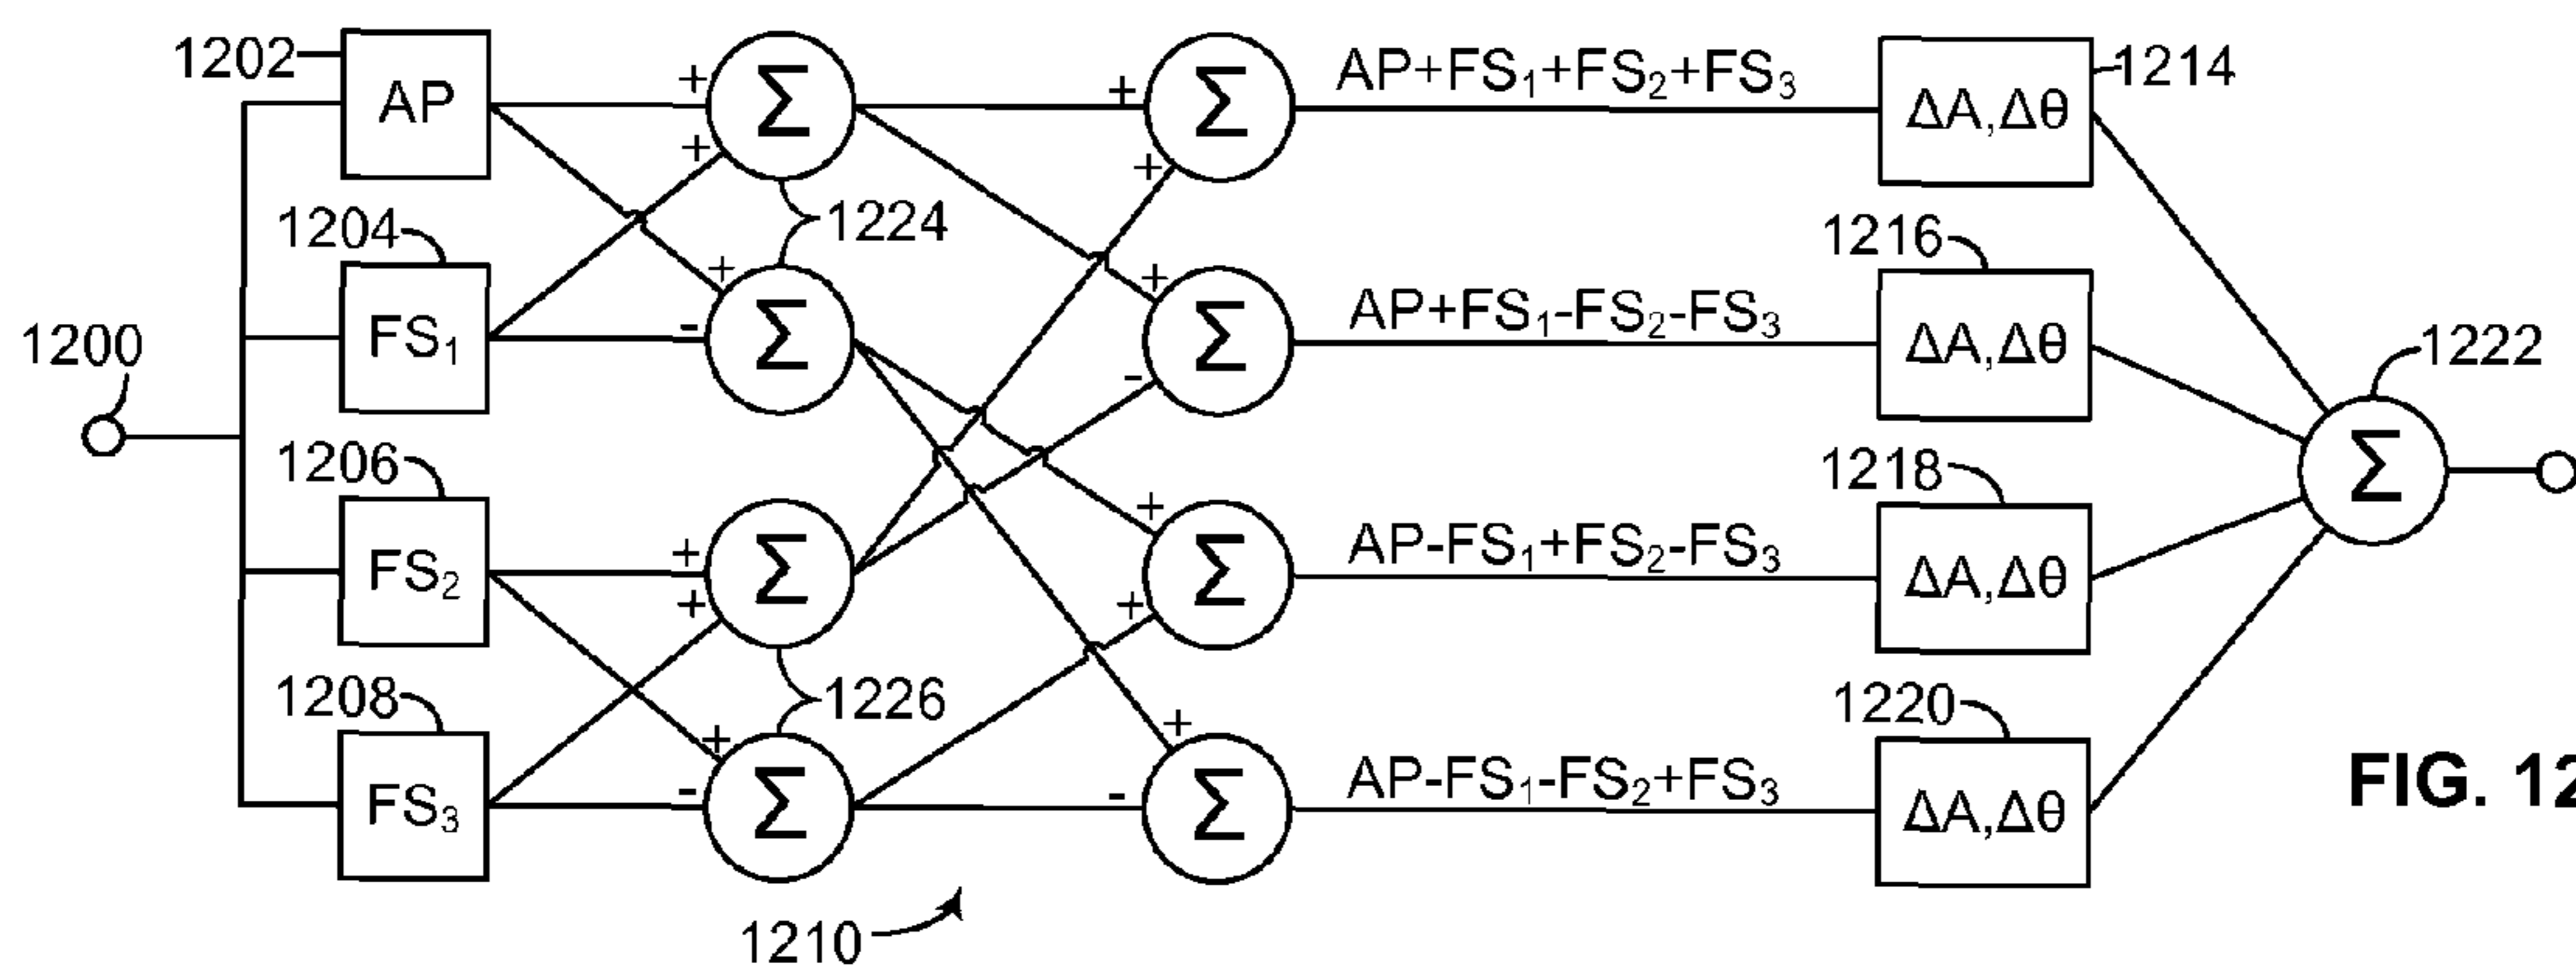 1202
AP
+
Σ
+
Σ
AP+FS₁+FS₂+FS₃
ΔA,Δθ
1214
+
+
1204
1224
FS₁
+
-
Σ
+
-
Σ
AP+FS₁-FS₂-FS₃
1216
ΔA,Δθ
1200
1222
Σ
1206
FS₂
+
+
Σ
+
+
Σ
AP-FS₁+FS₂-FS₃
1218
ΔA,Δθ
1208
1226
FS₃
+
-
Σ
+
-
Σ
AP-FS₁-FS₂+FS₃
1220
ΔA,Δθ
FIG. 12
1210